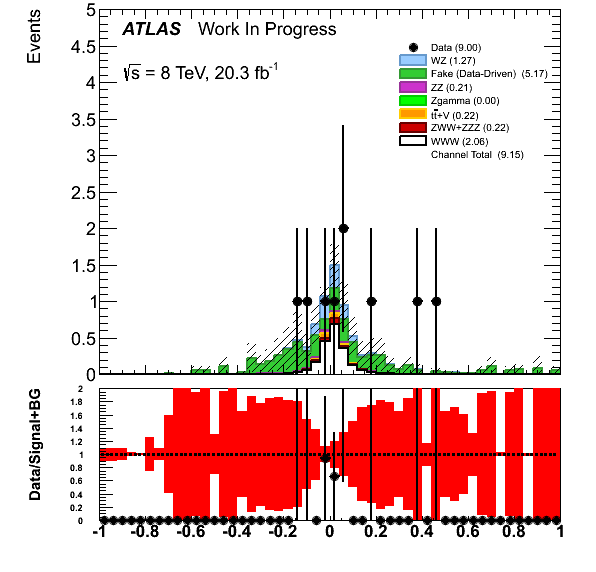 Events
ATLAS Work In Progress
√s = 8 TeV, 20.3 fb⁻¹
Data (9.00)
WZ (1.27)
Fake (Data-Driven) (5.17)
ZZ (0.21)
Zgamma (0.00)
tt̄+V (0.22)
ZWW+ZZZ (0.22)
WWW (2.06)
Channel Total (9.15)
5
4.5
4
3.5
3
2.5
2
1.5
1
0.5
0
Data/Signal+BG
2
1.8
1.6
1.4
1.2
1
0.8
0.6
0.4
0.2
0
-1 -0.8 -0.6 -0.4 -0.2 0 0.2 0.4 0.6 0.8 1